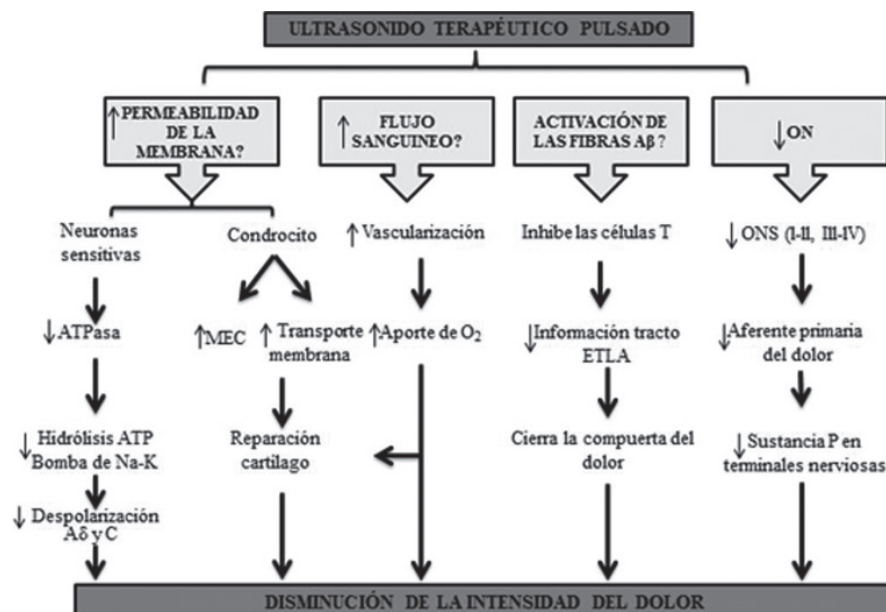 ULTRASONIDO TERAPÉUTICO PULSADO
↑PERMEABILIDAD
DE LA
MEMBRANA?
↑ FLUJO
SANGUINEO?
ACTIVACIÓN DE
LAS FIBRAS Aβ?
↓ON
Neuronas
sensitivas
Condrocito
↑ Vascularización
Inhibe las células T
↓ ONS (I-II, III-IV)
↓ATPasa
↑MEC
↑ Transporte
membrana
↑Aporte de O₂
↓Información tracto
ETLA
↓Aferente primaria
del dolor
↓ Hidrólisis ATP
Bomba de Na-K
Reparación
cartílago
Cierra la compuerta del
dolor
↓ Sustancia P en
terminales nerviosas
↓ Despolarización
Aδ y C
DISMINUCIÓN DE LA INTENSIDAD DEL DOLOR